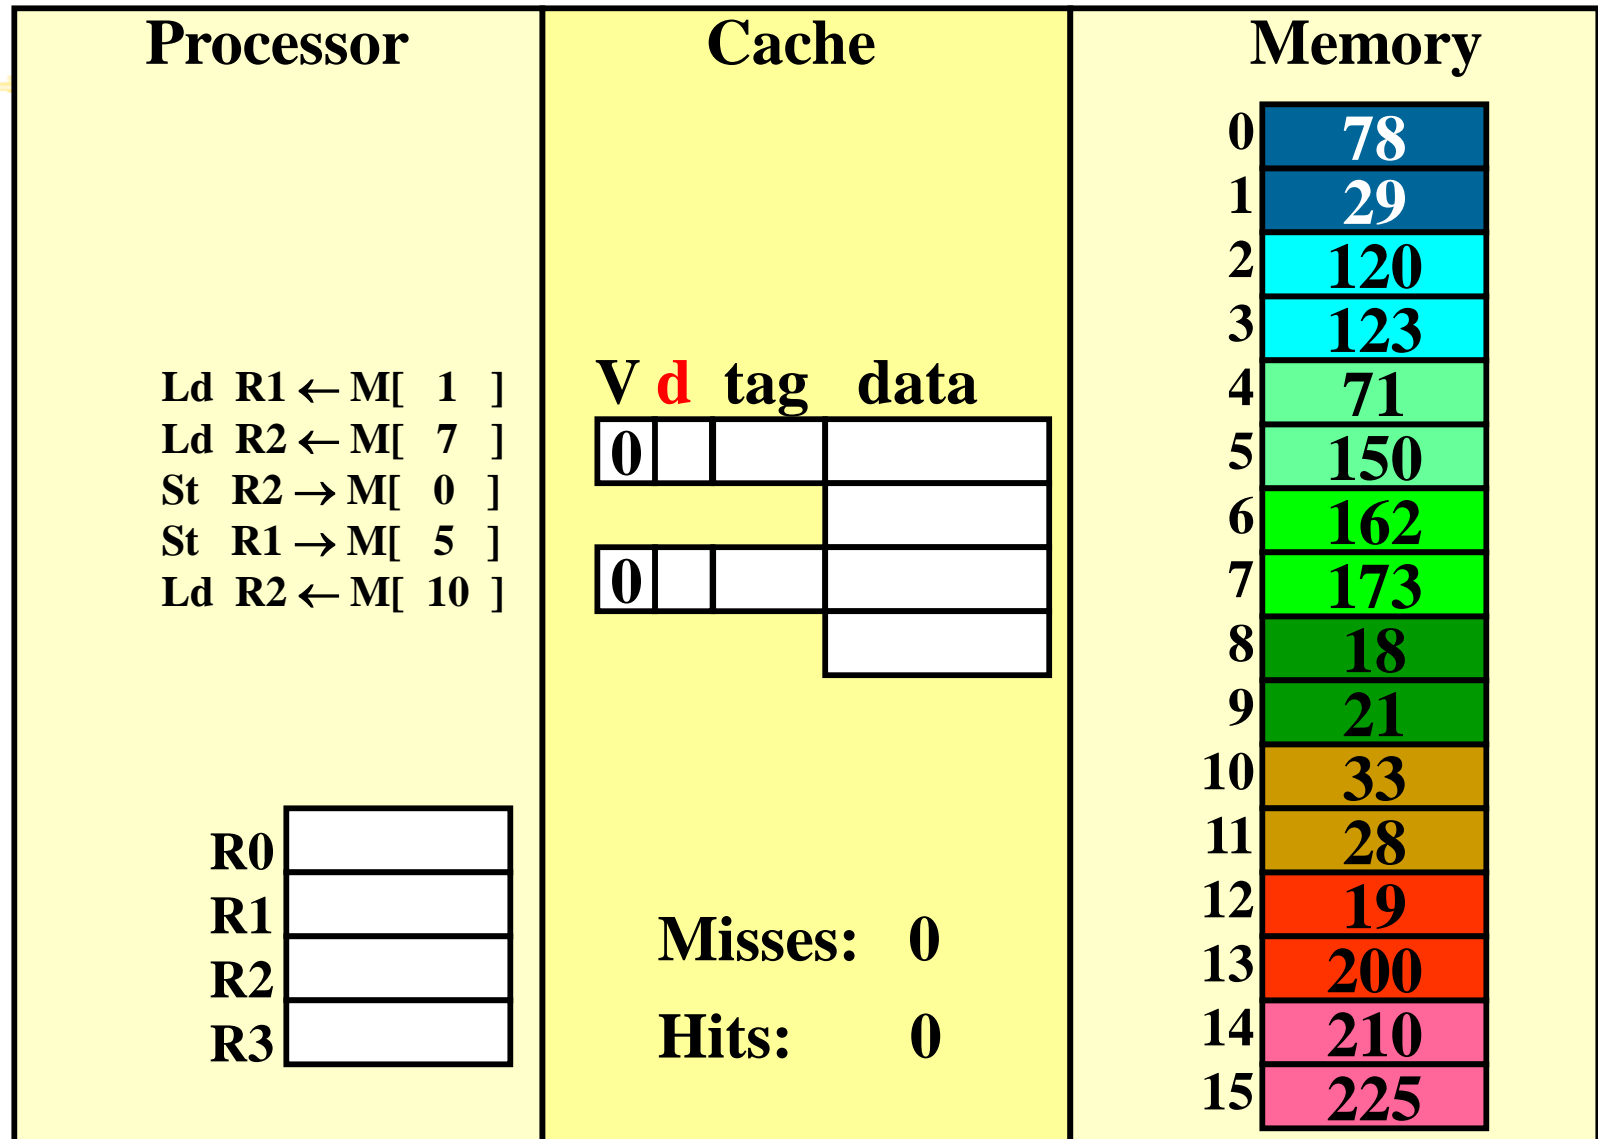 Processor
Ld R1 ← M[ 1 ]
Ld R2 ← M[ 7 ]
St R2 → M[ 0 ]
St R1 → M[ 5 ]
Ld R2 ← M[ 10 ]
R0
R1
R2
R3
Cache
V d tag data
0
0
Misses: 0
Hits: 0
Memory
0 78
1 29
2 120
3 123
4 71
5 150
6 162
7 173
8 18
9 21
10 33
11 28
12 19
13 200
14 210
15 225